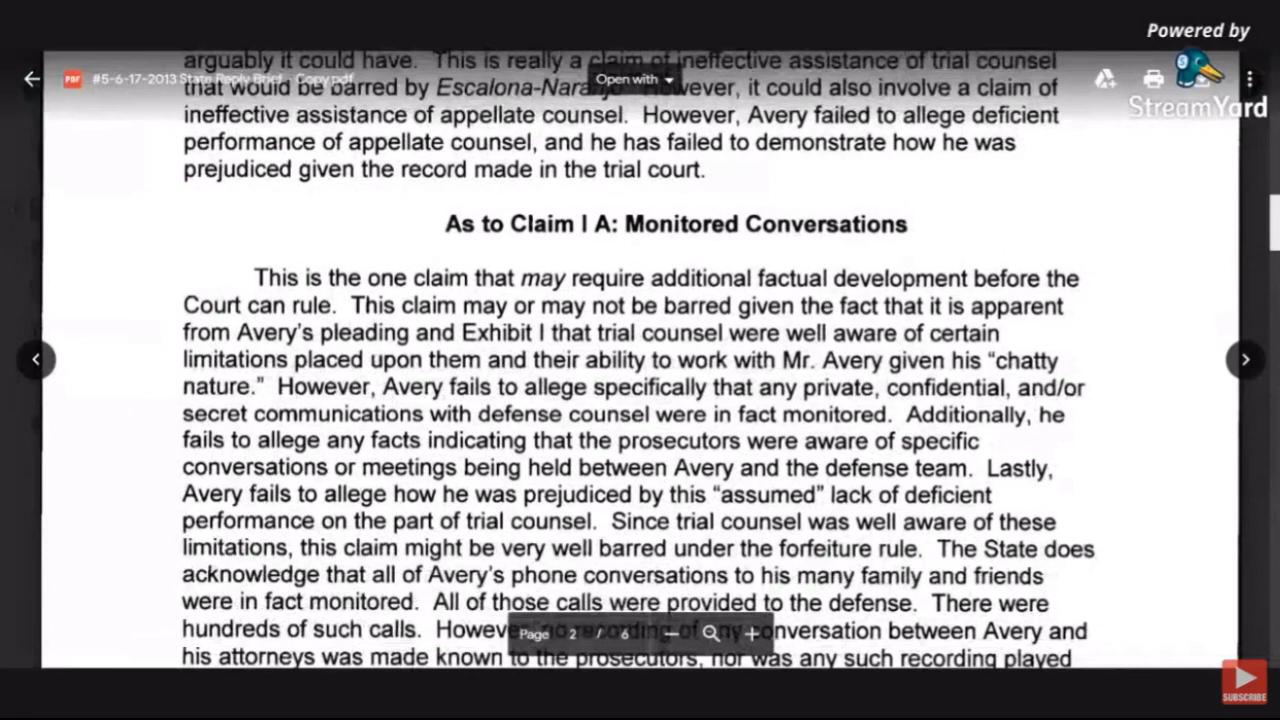 Powered by
StreamYard
#5-6-17-2013 State Reply Brief - Copy.pdf
Open with
arguably it could have. This is really a claim of ineffective assistance of trial counsel
that would be barred by Escalona-Naranjo However, it could also involve a claim of
ineffective assistance of appellate counsel. However, Avery failed to allege deficient
performance of appellate counsel, and he has failed to demonstrate how he was
prejudiced given the record made in the trial court.
As to Claim I A: Monitored Conversations
This is the one claim that may require additional factual development before the
Court can rule. This claim may or may not be barred given the fact that it is apparent
from Avery's pleading and Exhibit I that trial counsel were well aware of certain
limitations placed upon them and their ability to work with Mr. Avery given his “chatty
nature.” However, Avery fails to allege specifically that any private, confidential, and/or
secret communications with defense counsel were in fact monitored. Additionally, he
fails to allege any facts indicating that the prosecutors were aware of specific
conversations or meetings being held between Avery and the defense team. Lastly,
Avery fails to allege how he was prejudiced by this “assumed” lack of deficient
performance on the part of trial counsel. Since trial counsel was well aware of these
limitations, this claim might be very well barred under the forfeiture rule. The State does
acknowledge that all of Avery's phone conversations to his many family and friends
were in fact monitored. All of those calls were provided to the defense. There were
hundreds of such calls. However, no recording of any conversation between Avery and
his attorneys was made known to the prosecutors, nor was any such recording played
Page 2 / 6
SUBSCRIBE